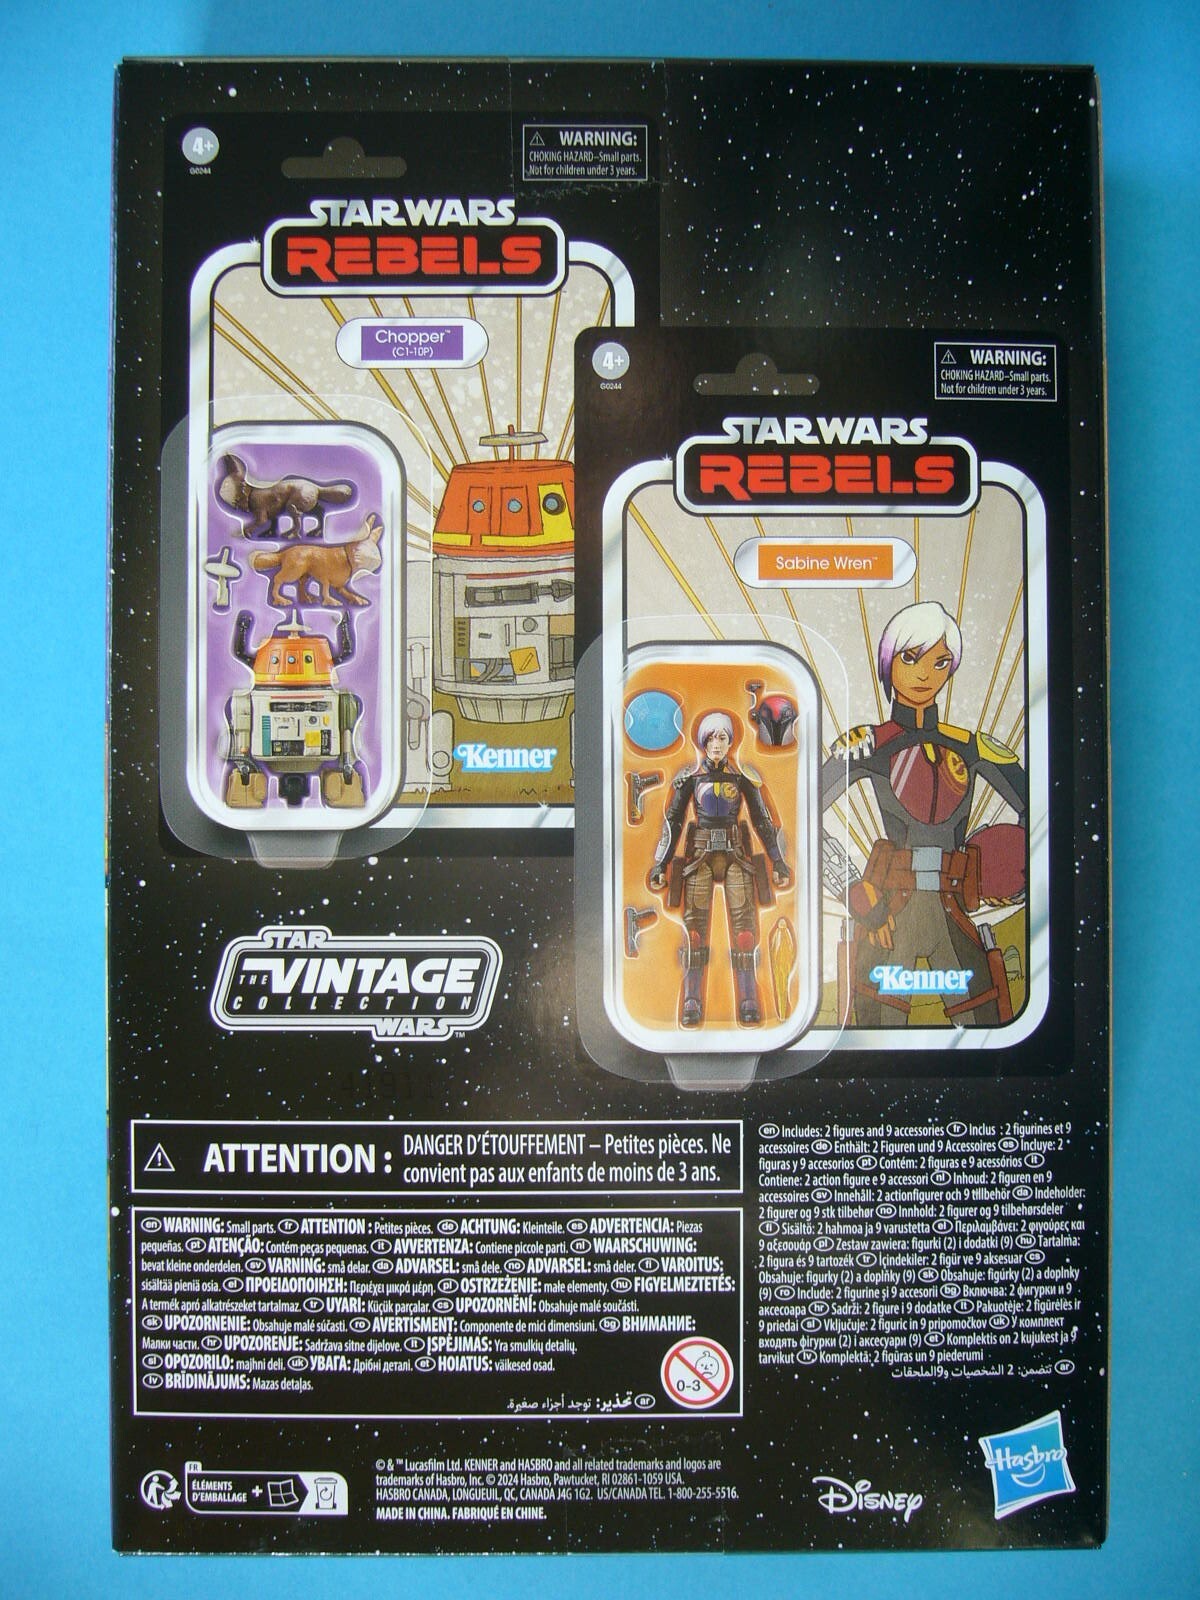 4+
G0244
WARNING:
CHOKING HAZARD–Small parts.
Not for children under 3 years.
STAR WARS
REBELS
Chopper™
(C1-10P)
Kenner
4+
G0244
WARNING:
CHOKING HAZARD–Small parts.
Not for children under 3 years.
STAR WARS
REBELS
Sabine Wren™
Kenner
STAR
THE VINTAGE
COLLECTION
WARS™
ATTENTION : DANGER D'ÉTOUFFEMENT – Petites pièces. Ne
convient pas aux enfants de moins de 3 ans.
en WARNING: Small parts. fr ATTENTION : Petites pièces. de ACHTUNG: Kleinteile. es ADVERTENCIA: Piezas
pequeñas. pt ATENÇÃO: Contém peças pequenas. it AVVERTENZA: Contiene piccole parti. nl WAARSCHUWING:
bevat kleine onderdelen. sv VARNING: små delar. da ADVARSEL: små dele. no ADVARSEL: små deler. fi VAROITUS:
sisältää pieniä osia. el ΠΡΟΕΙΔΟΠΟΙΗΣΗ: Περιέχει μικρά μέρη. pl OSTRZEŻENIE: małe elementy. hu FIGYELMEZTETÉS:
A termék apró alkatrészeket tartalmaz. tr UYARI: Küçük parçalar. cs UPOZORNĚNÍ: Obsahuje malé součásti.
sk UPOZORNENIE: Obsahuje malé súčasti. ro AVERTISMENT: Componente de mici dimensiuni. bg ВНИМАНИЕ:
Малки части. hr UPOZORENJE: Sadržava sitne dijelove. lt ĮSPĖJIMAS: Yra smulkių detalių.
sl OPOZORILO: majhni deli. uk УВАГА: Дрібні деталі. et HOIATUS: väikesed osad.
lv BRĪDINĀJUMS: Mazas detaļas.
ar تحذير: توجد أجزاء صغيرة.
0-3
en Includes: 2 figures and 9 accessories fr Inclus : 2 figurines et 9
accessoires de Enthält: 2 Figuren und 9 Accessoires es Incluye: 2
figuras y 9 accesorios pt Contém: 2 figuras e 9 acessórios it
Contiene: 2 action figure e 9 accessori nl Inhoud: 2 figuren en 9
accessoires sv Innehåll: 2 actionfigurer och 9 tillbehör da Indeholder:
2 figurer og 9 stk tilbehør no Innhold: 2 figurer og 9 tilbehørsdeler
fi Sisältö: 2 hahmoa ja 9 varustetta el Περιλαμβάνει: 2 φιγούρες και
9 αξεσουάρ pl Zestaw zawiera: figurki (2) i dodatki (9) hu Tartalma:
2 figura és 9 tartozék tr İçindekiler: 2 figür ve 9 aksesuar cs
Obsahuje: figurky (2) a doplňky (9) sk Obsahuje: figúrky (2) a doplnky
(9) ro Include: 2 figurine și 9 accesorii bg Включва: 2 фигурки и 9
аксесоара hr Sadrži: 2 figure i 9 dodatke lt Pakuotėje: 2 figūrėlės ir
9 priedai sl Vključuje: 2 figuric in 9 pripomočkov uk У комплект
входять фігурки (2) і аксесуари (9) et Komplektis on 2 kujukest ja 9
tarvikut lv Komplektā: 2 figūras un 9 piederumi
ar تتضمن: 2 الشخصيات و9الملحقات
FR
ÉLÉMENTS
D'EMBALLAGE +
© & ™ Lucasfilm Ltd. KENNER and HASBRO and all related trademarks and logos are
trademarks of Hasbro, Inc. © 2024 Hasbro, Pawtucket, RI 02861-1059 USA.
HASBRO CANADA, LONGUEUIL, QC, CANADA J4G 1G2. US/CANADA TEL. 1-800-255-5516.
MADE IN CHINA. FABRIQUÉ EN CHINE.
Disney
Hasbro